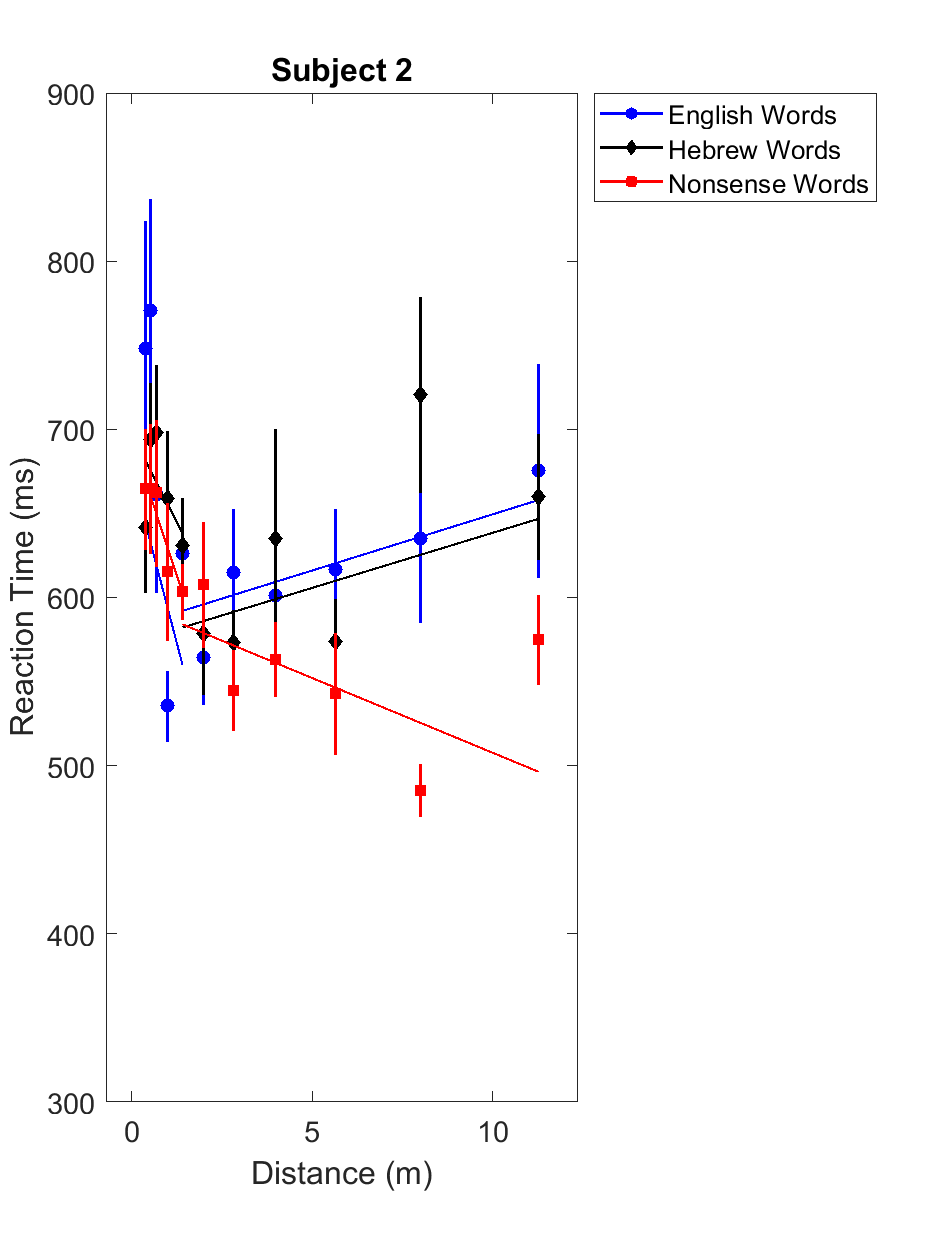 Subject 2
900
800
700
600
500
400
300
0 5 10
Reaction Time (ms)
Distance (m)
English Words
Hebrew Words
Nonsense Words